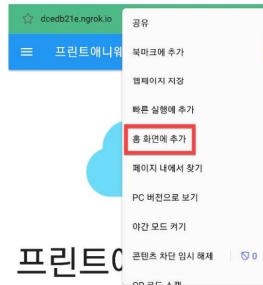 dcedb21e.ngrok.io
프린트애니웨
공유
북마크에 추가
웹페이지 저장
빠른 실행에 추가
홈 화면에 추가
페이지 내에서 찾기
PC 버전으로 보기
야간 모드 켜기
콘텐츠 차단 임시 해제 0
프린트